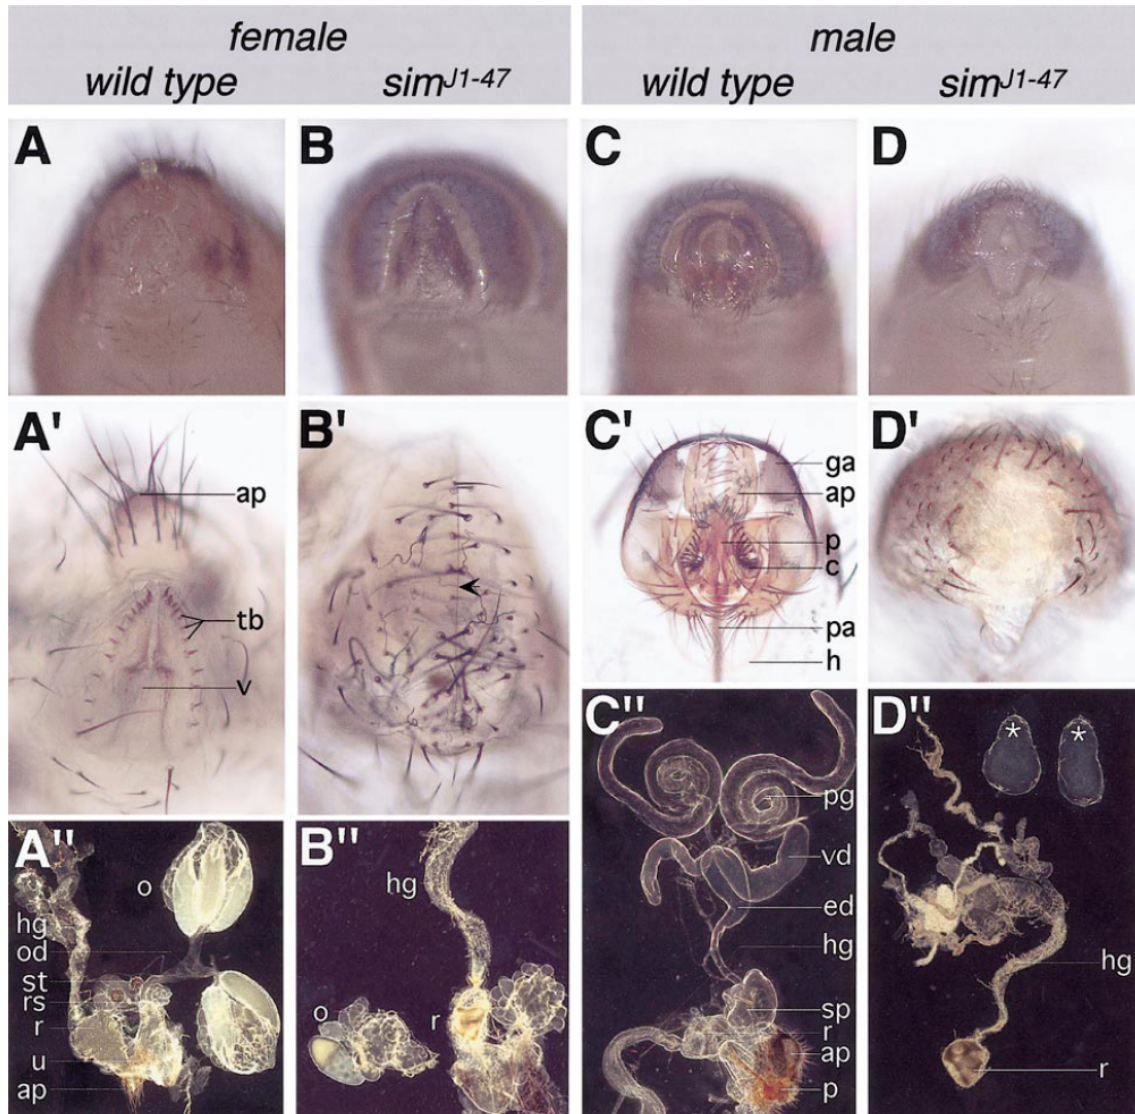 female male
wild type sim^J1-47 wild type sim^J1-47
A B C D
A' B' C' D'
ap
tb
v
ga
ap
p
c
pa
h
A" B" C" D"
o
hg
od
st
rs
r
u
ap
hg
o
r
pg
vd
ed
hg
sp
r
ap
p
* *
hg
r